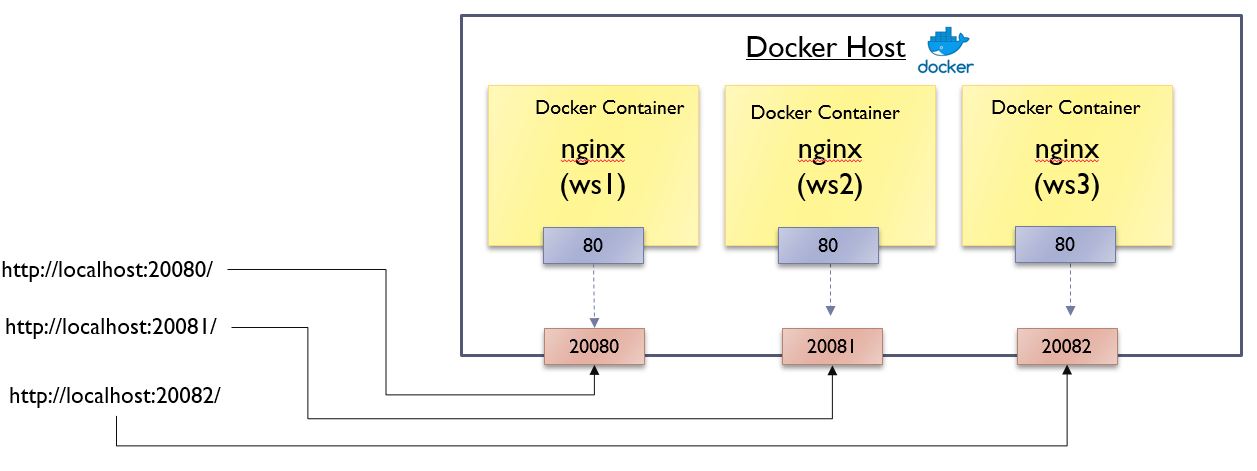 Docker Host
docker
Docker Container
nginx
(ws1)
80
Docker Container
nginx
(ws2)
80
Docker Container
nginx
(ws3)
80
http://localhost:20080/
http://localhost:20081/
http://localhost:20082/
20080
20081
20082